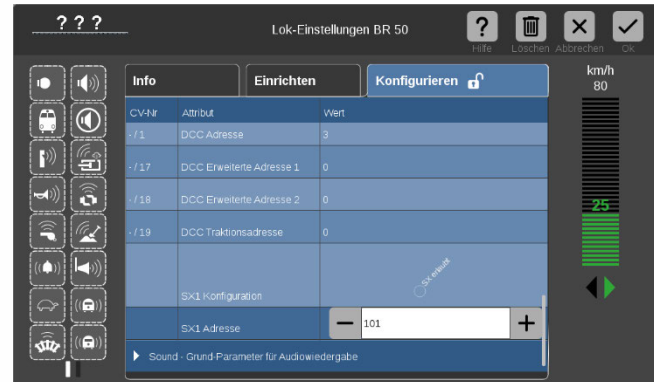 ? ? ?
Lok-Einstellungen BR 50
?
Hilfe
Löschen
Abbrechen
Ok
Info
Einrichten
Konfigurieren
km/h
80
CV-Nr Attribut Wert
- / 1 DCC Adresse 3
- / 17 DCC Erweiterte Adresse 1 0
- / 18 DCC Erweiterte Adresse 2 0
- / 19 DCC Traktionsadresse 0
SX erlaubt
SX1 Konfiguration
SX1 Adresse
101
Sound - Grund-Parameter für Audiowiedergabe
25